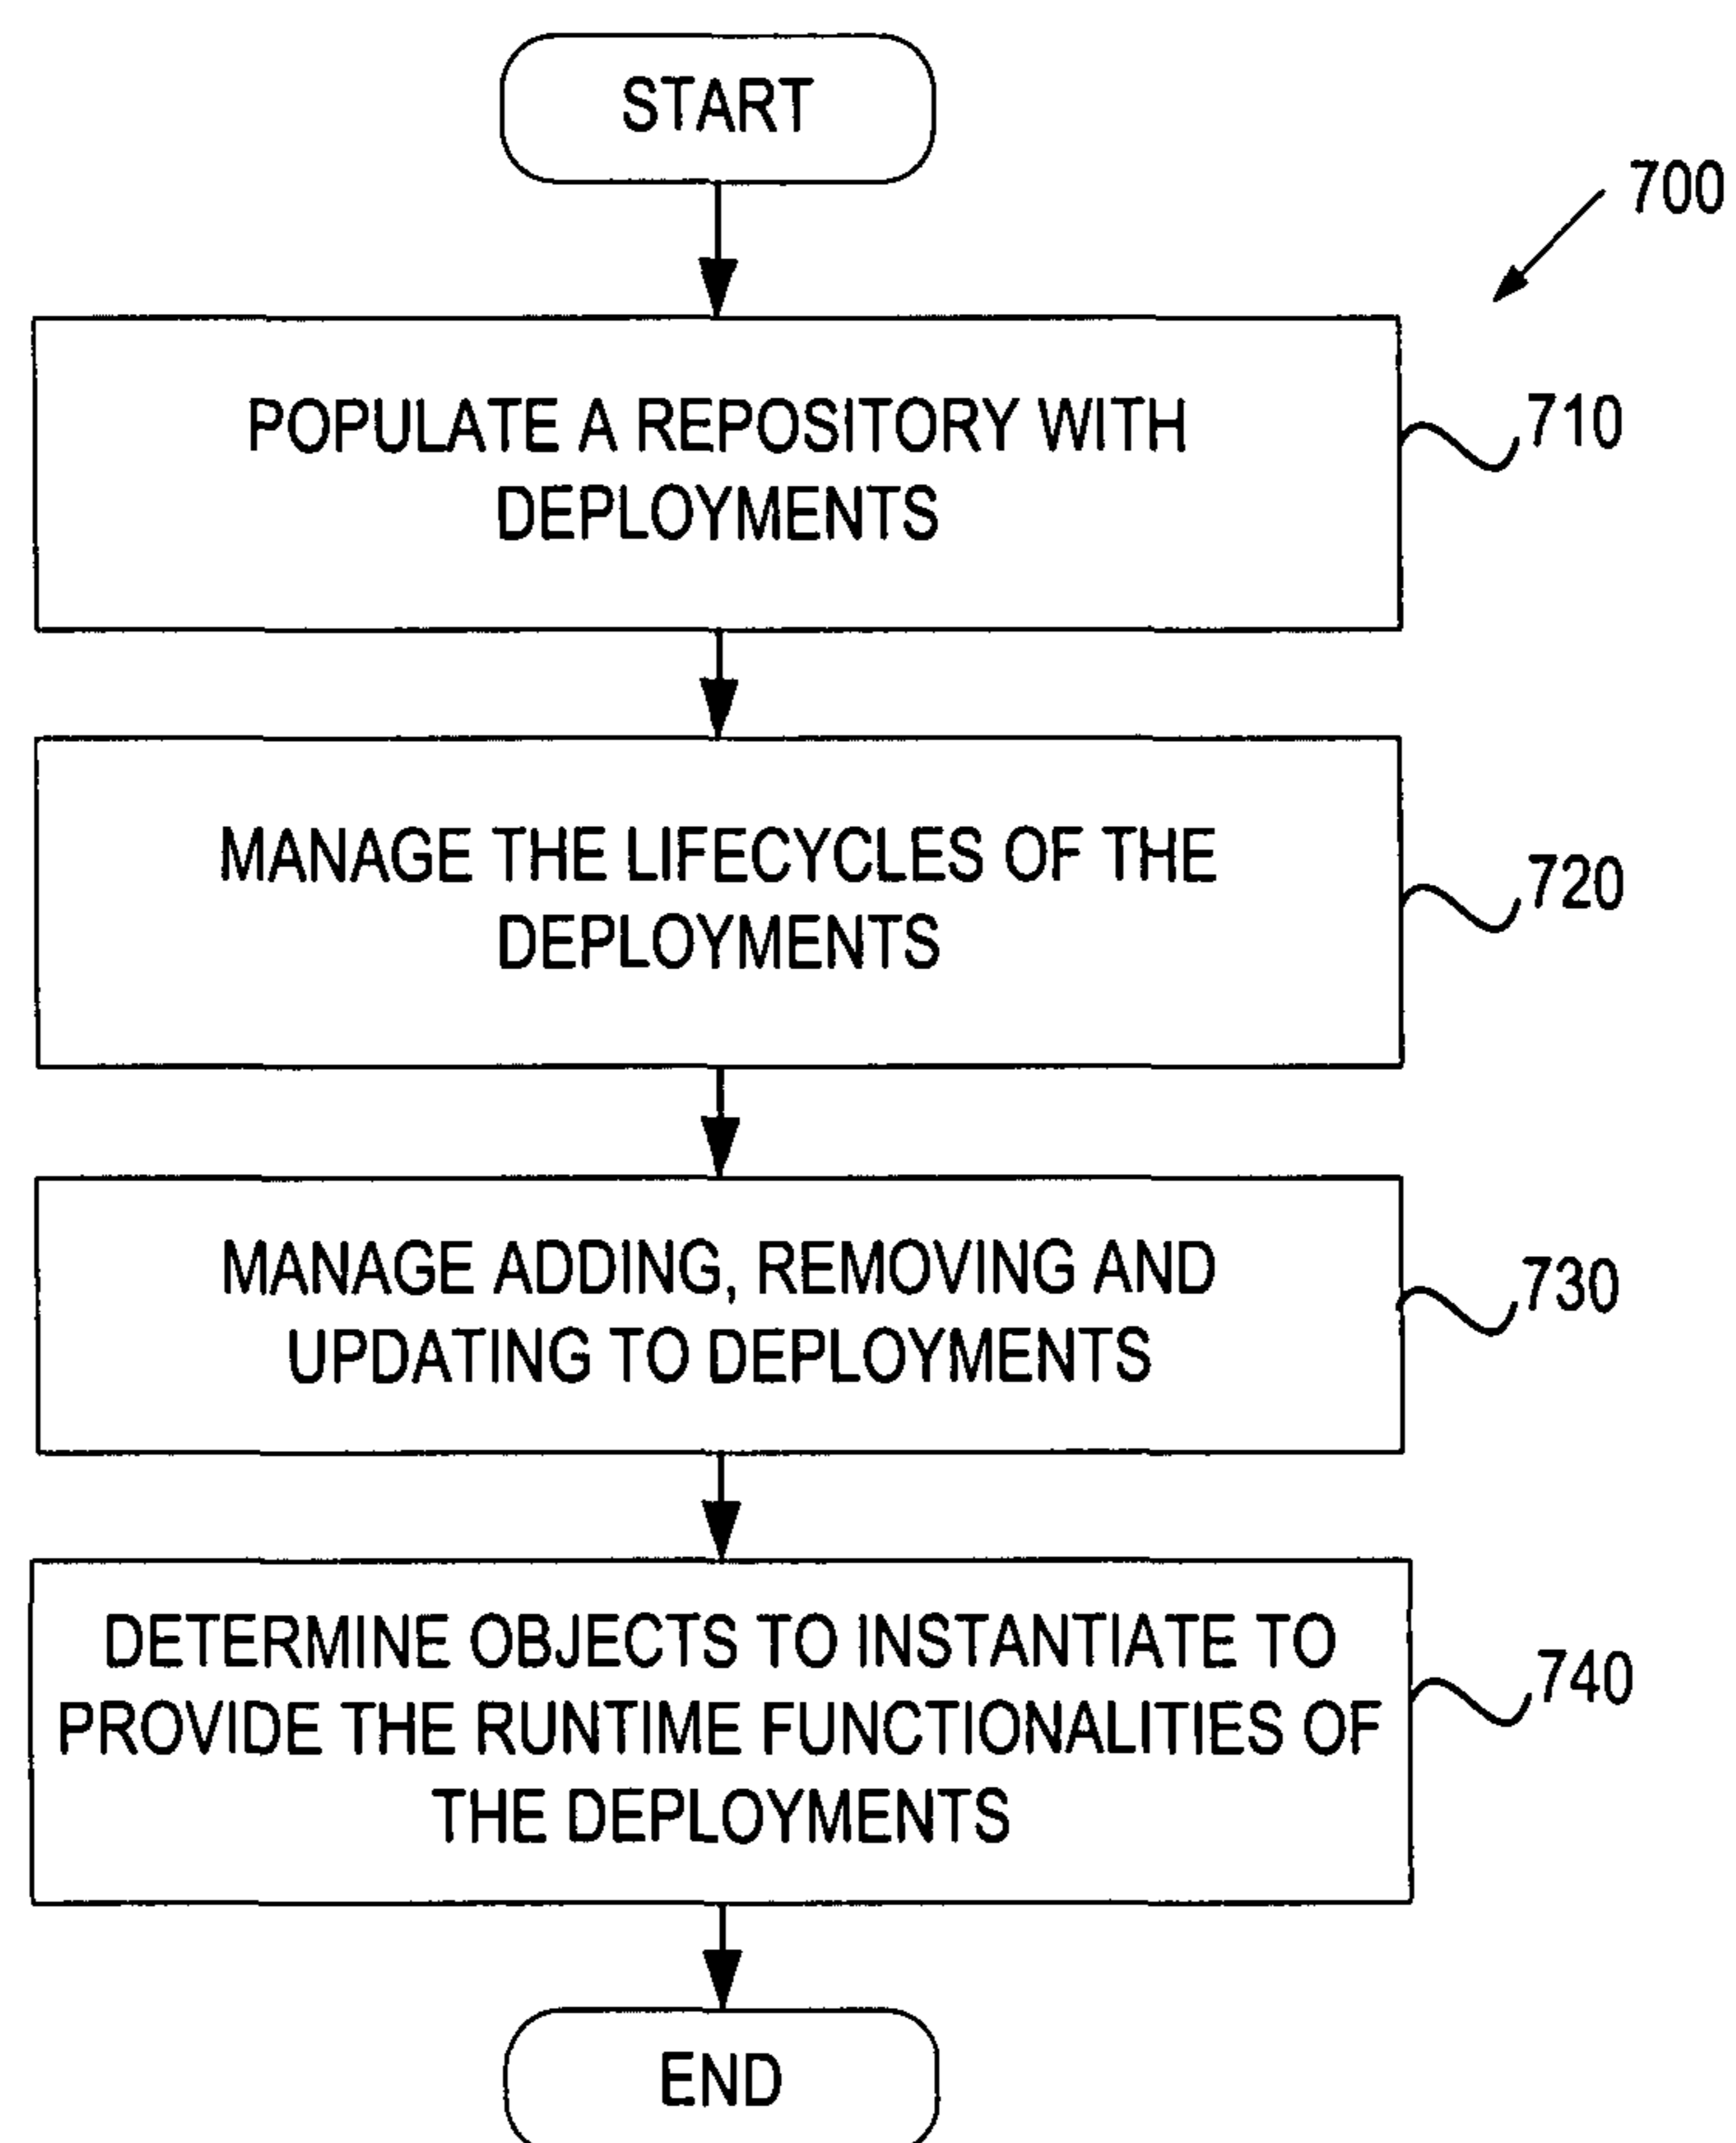 START
700
POPULATE A REPOSITORY WITH
DEPLOYMENTS
710
MANAGE THE LIFECYCLES OF THE
DEPLOYMENTS
720
MANAGE ADDING, REMOVING AND
UPDATING TO DEPLOYMENTS
730
DETERMINE OBJECTS TO INSTANTIATE TO
PROVIDE THE RUNTIME FUNCTIONALITIES OF
THE DEPLOYMENTS
740
END